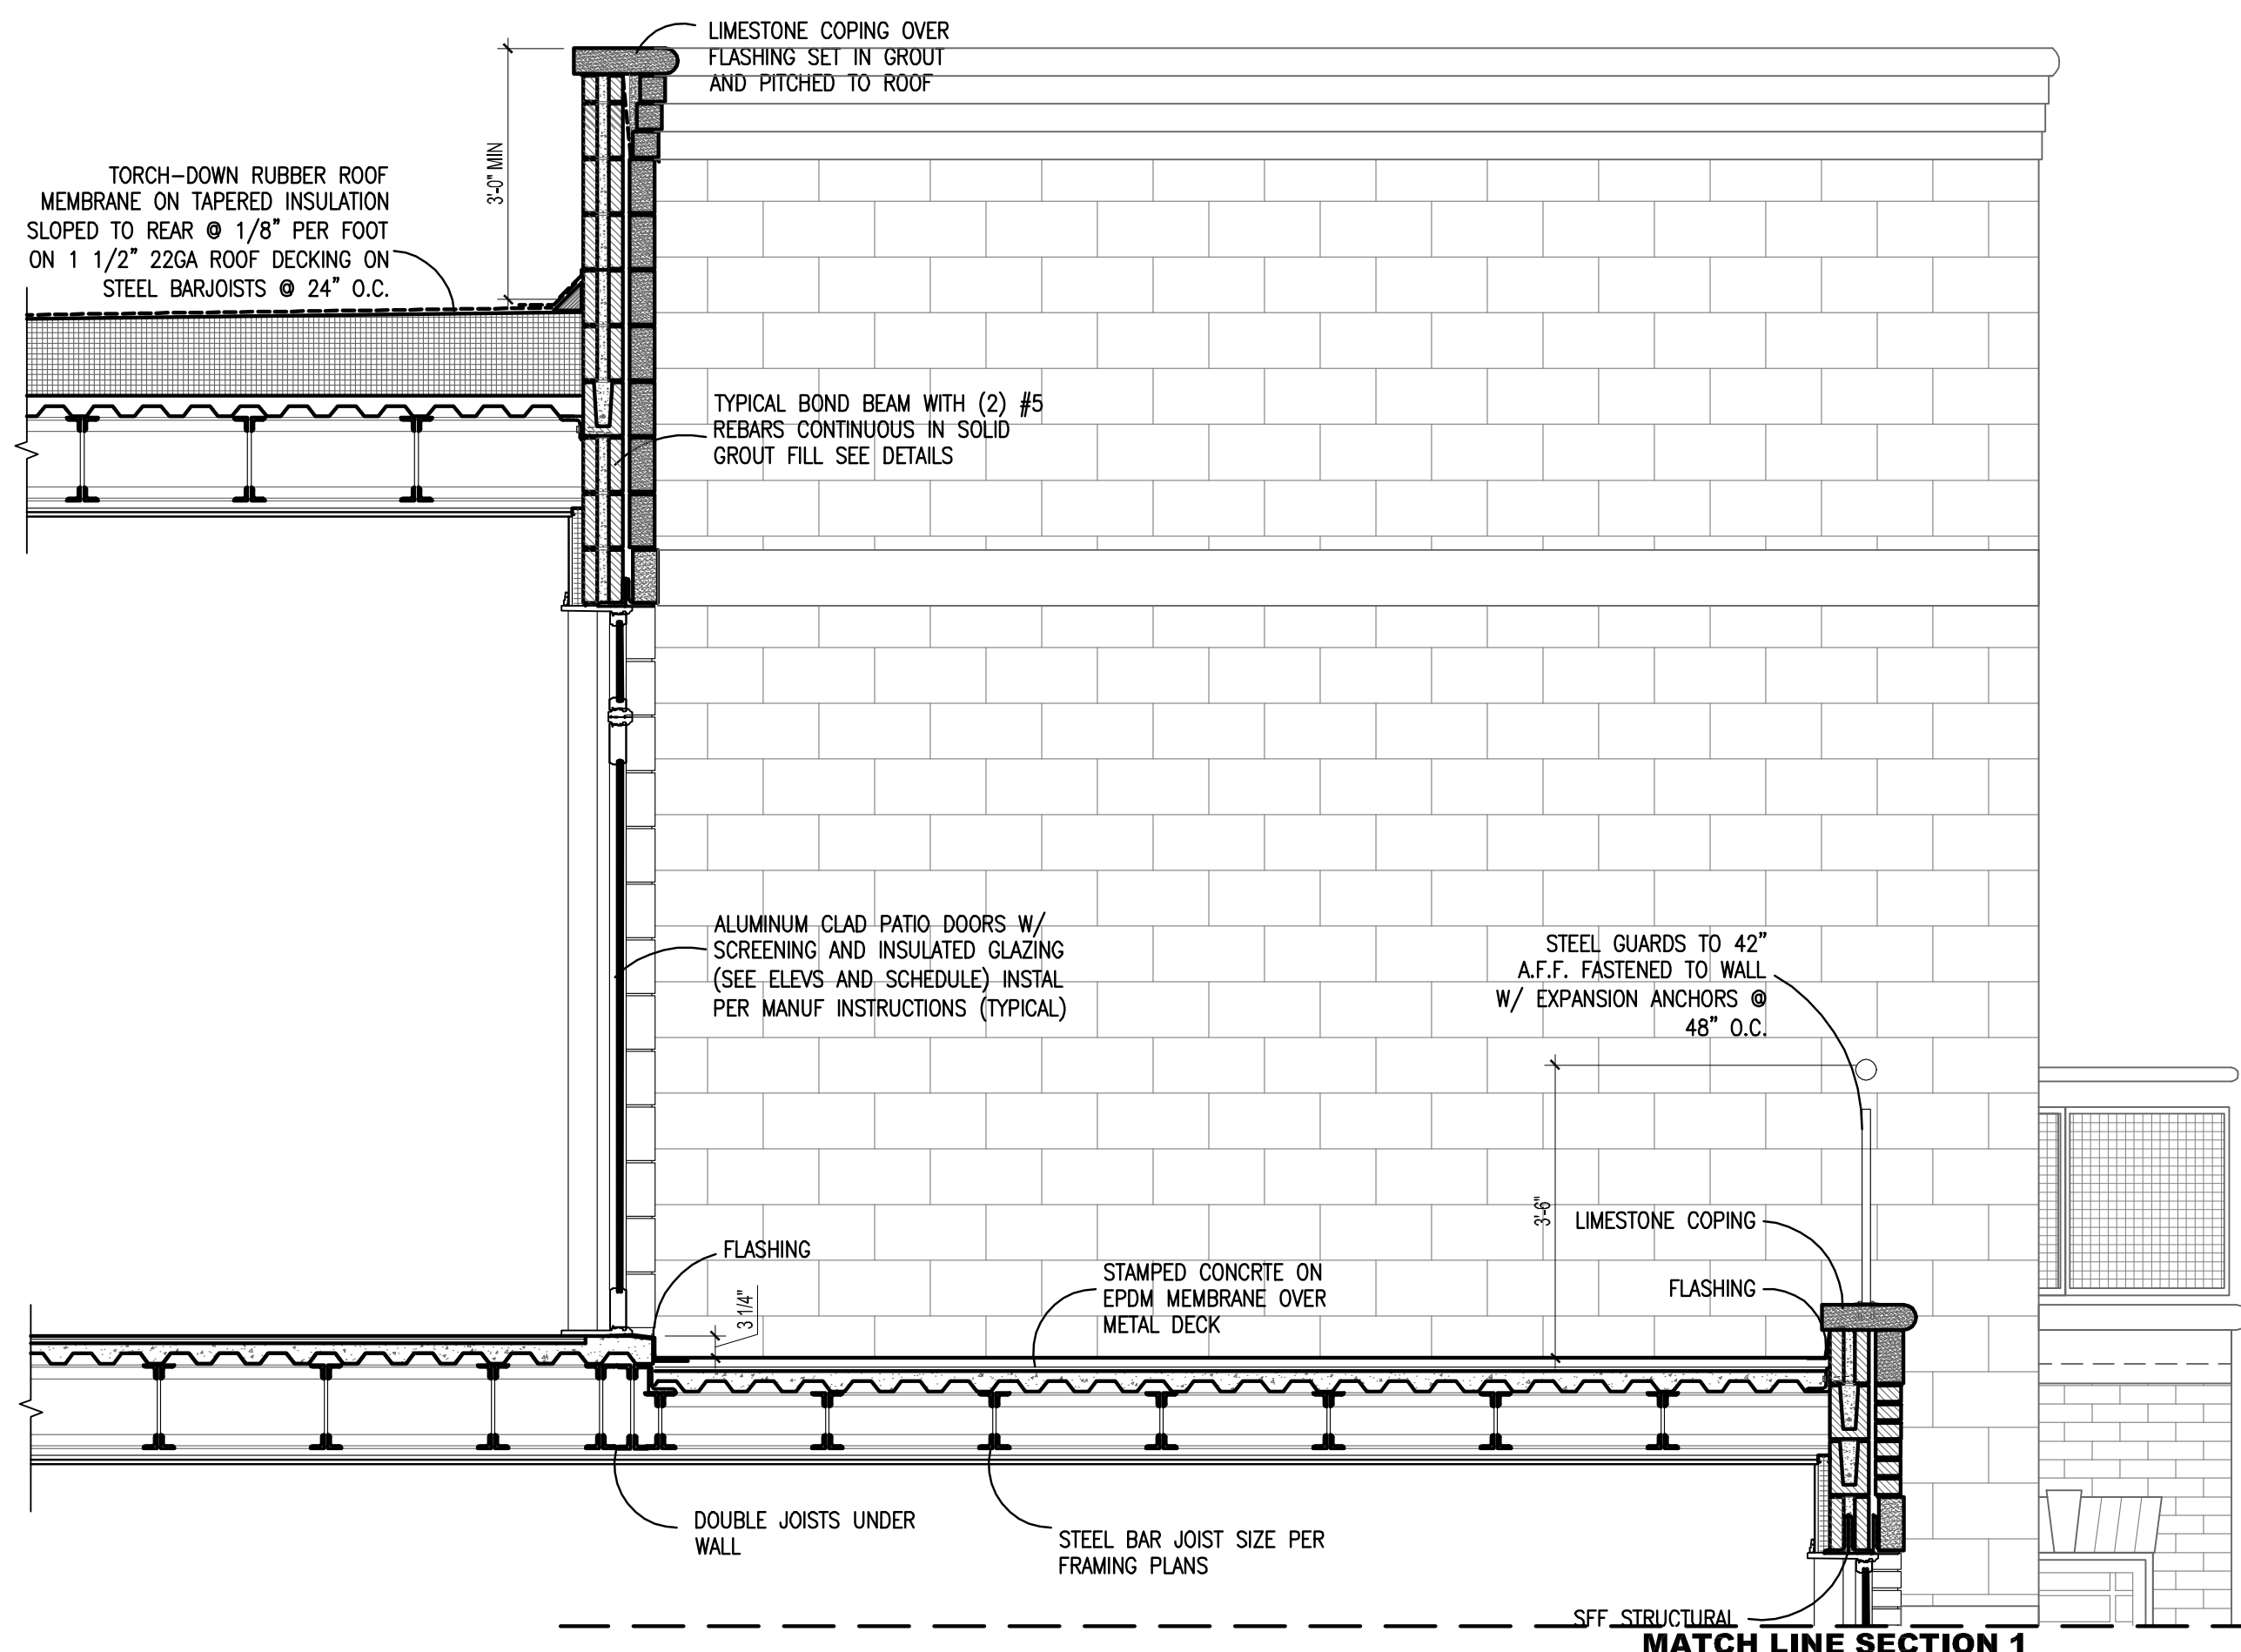 LIMESTONE COPING OVER
FLASHING SET IN GROUT
AND PITCHED TO ROOF
3'-0" MIN
TORCH-DOWN RUBBER ROOF
MEMBRANE ON TAPERED INSULATION
SLOPED TO REAR @ 1/8" PER FOOT
ON 1 1/2" 22GA ROOF DECKING ON
STEEL BARJOISTS @ 24" O.C.
TYPICAL BOND BEAM WITH (2) #5
REBARS CONTINUOUS IN SOLID
GROUT FILL SEE DETAILS
ALUMINUM CLAD PATIO DOORS W/
SCREENING AND INSULATED GLAZING
(SEE ELEVS AND SCHEDULE) INSTAL
PER MANUF INSTRUCTIONS (TYPICAL)
STEEL GUARDS TO 42"
A.F.F. FASTENED TO WALL
W/ EXPANSION ANCHORS @
48" O.C.
3'-6"
LIMESTONE COPING
FLASHING
FLASHING
3 1/4"
STAMPED CONCRTE ON
EPDM MEMBRANE OVER
METAL DECK
DOUBLE JOISTS UNDER
WALL
STEEL BAR JOIST SIZE PER
FRAMING PLANS
SFF STRUCTURAL
MATCH LINE SECTION 1